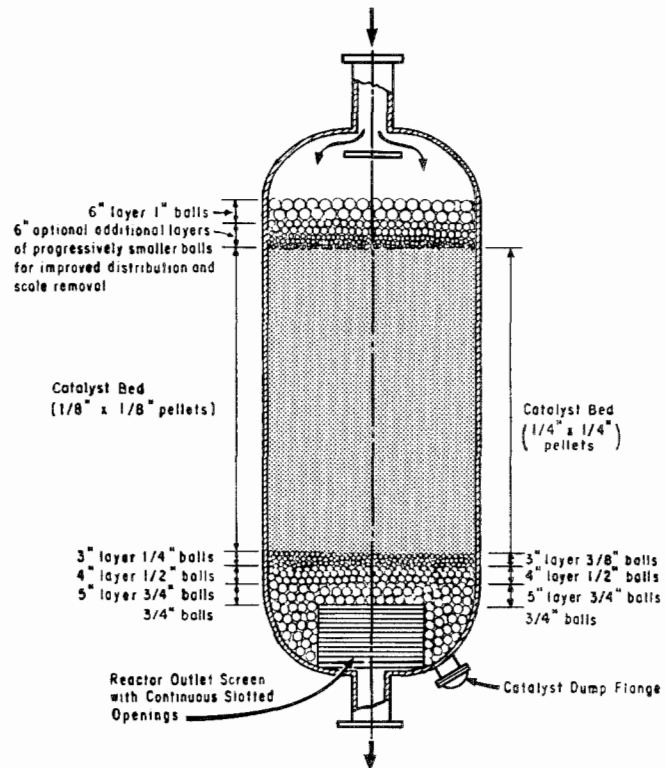 6" layer 1" balls
6" optional additional layers
of progressively smaller balls
for improved distribution and
scale removal
Catalyst Bed
(1/8" x 1/8" pellets)
Catalyst Bed
(1/4" x 1/4")
pellets
3" layer 1/4" balls
4" layer 1/2" balls
5" layer 3/4" balls
3/4" balls
3" layer 3/8" balls
4" layer 1/2" balls
5" layer 3/4" balls
3/4" balls
Reactor Outlet Screen
with Continuous Slotted
Openings
Catalyst Dump Flange